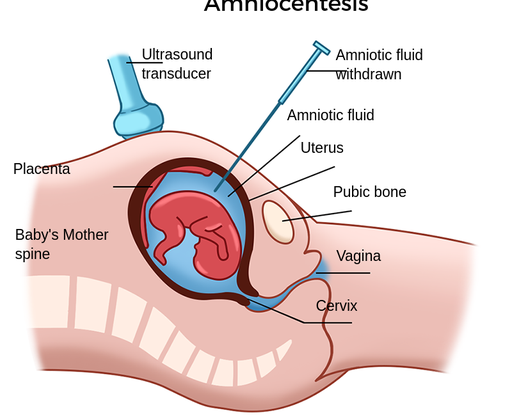 Amniocentesis
Ultrasound
transducer
Amniotic fluid
withdrawn
Amniotic fluid
Uterus
Placenta
Pubic bone
Baby's Mother
spine
Vagina
Cervix